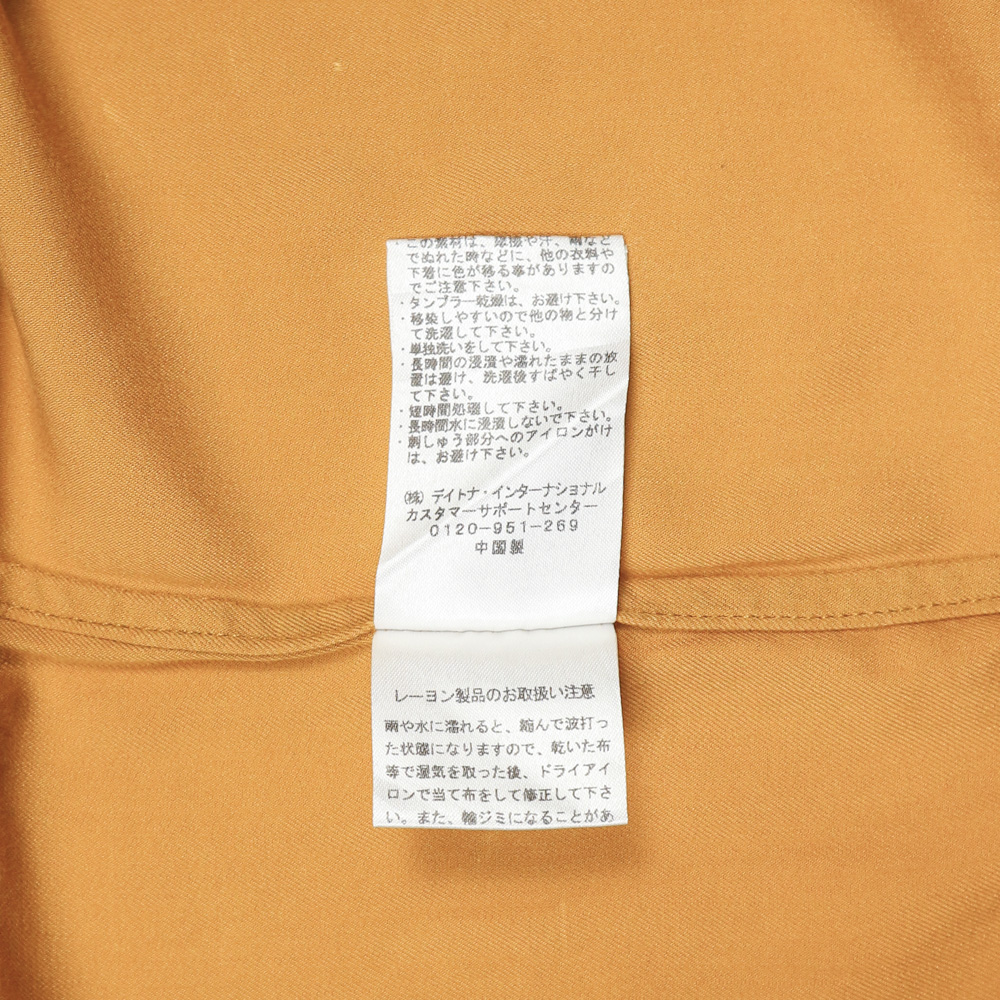 ・この素材は、摩擦や汗、雨など
でぬれた時などに、他の衣料や
下着に色が移る事がありますの
でご注意下さい。
・タンブラー乾燥は、お避け下さい。
・移染しやすいので他の物と分け
て洗濯して下さい。
・単独洗いをして下さい。
・長時間の浸漬や濡れたままの放
置は避け、洗濯後すばやく干し
て下さい。
・短時間処理して下さい。
・長時間水に浸漬しないで下さい。
・刺しゅう部分へのアイロンがけ
は、お避け下さい。
(株)デイトナ・インターナショナル
カスタマーサポートセンター
0120-951-269
中国製
レーヨン製品のお取扱い注意
雨や水に濡れると、縮んで波打っ
た状態になりますので、乾いた布
等で湿気を取った後、ドライアイ
ロンで当て布をして修正して下さ
い。また、輪ジミになることがあ